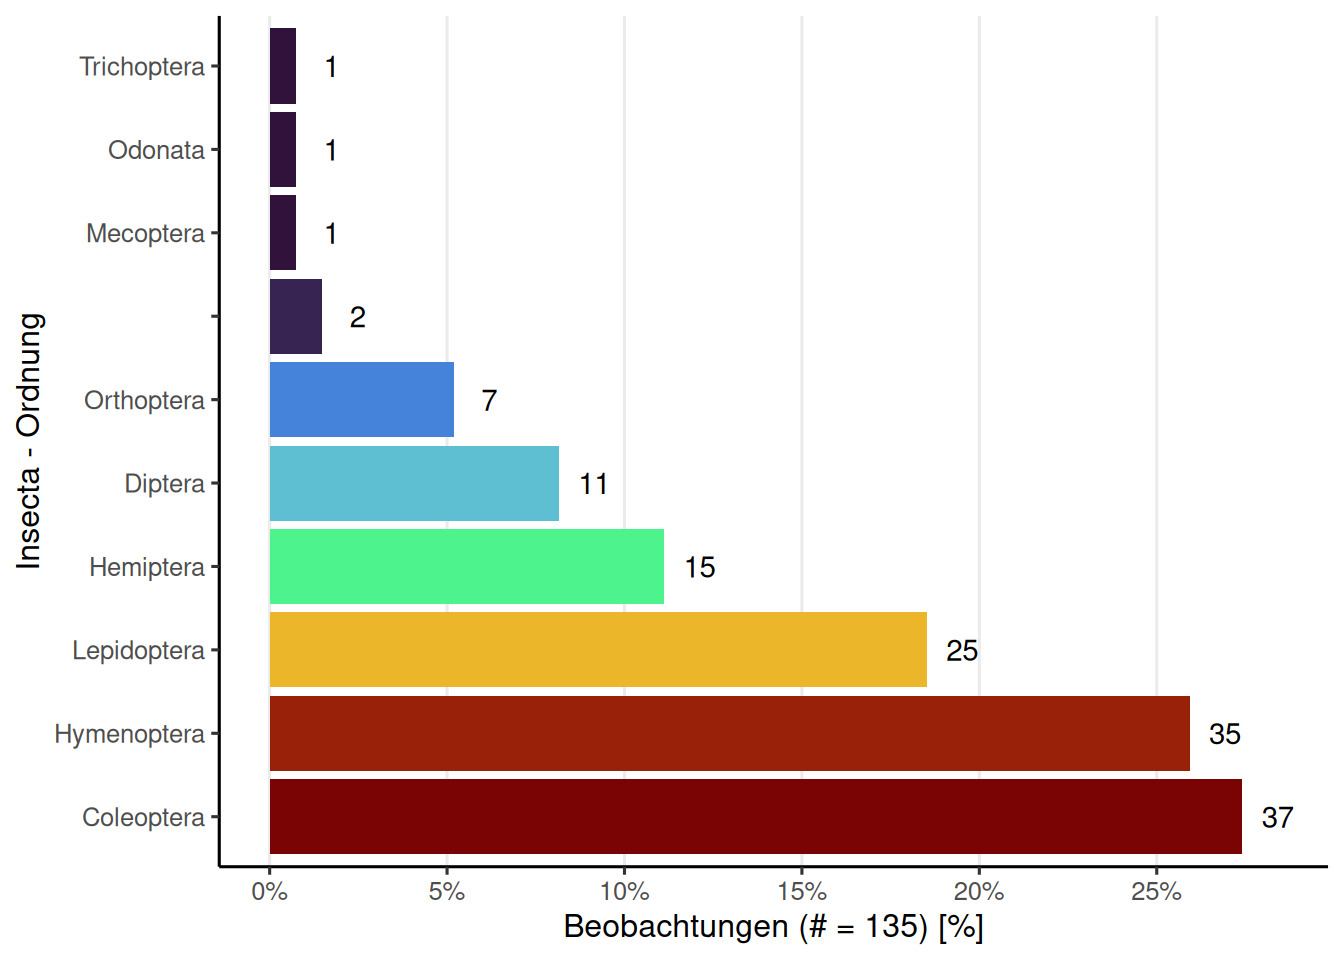 Trichoptera 1
Odonata 1
Mecoptera 1
2
Orthoptera 7
Diptera 11
Hemiptera 15
Lepidoptera 25
Hymenoptera 35
Coleoptera 37
0% 5% 10% 15% 20% 25%
Beobachtungen (# = 135) [%]
Insecta - Ordnung